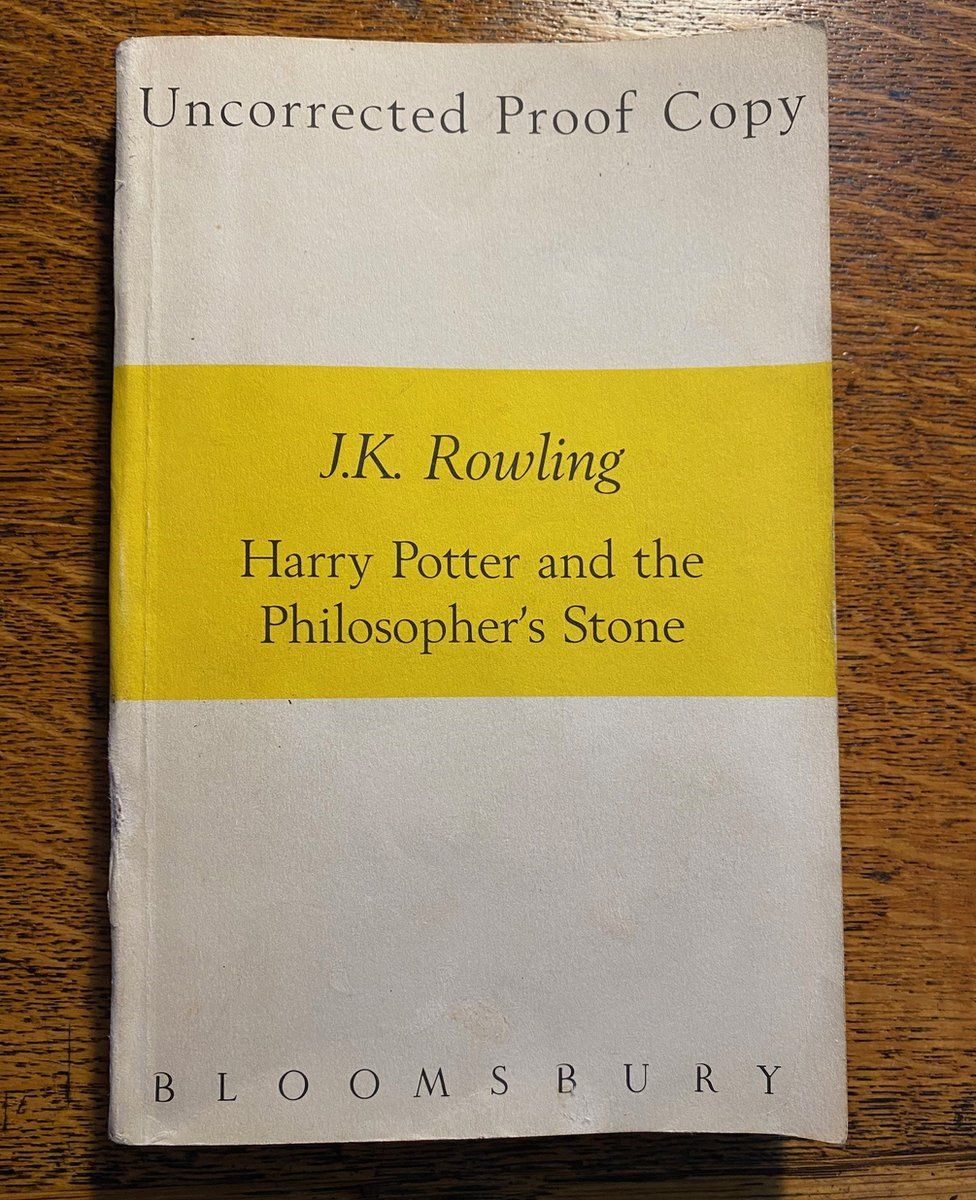 Uncorrected Proof Copy
J.K. Rowling
Harry Potter and the
Philosopher's Stone
BLOOMSBURY